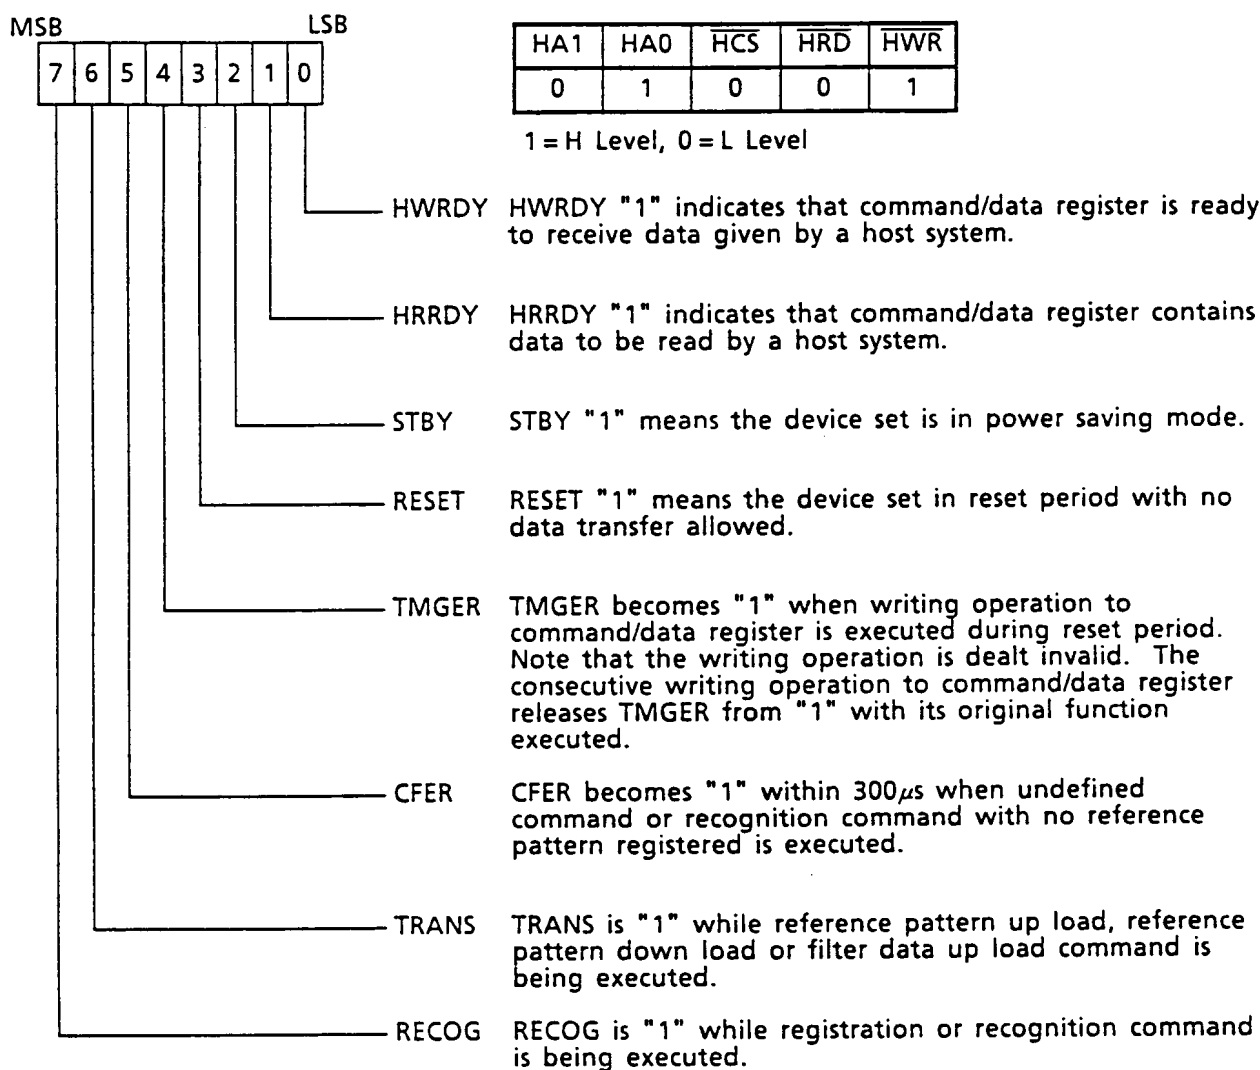 MSB LSB
7 6 5 4 3 2 1 0
HA1 HA0 H̅C̅S̅ H̅R̅D̅ H̅W̅R̅
0 1 0 0 1
1 = H Level, 0 = L Level
HWRDY HWRDY "1" indicates that command/data register is ready
to receive data given by a host system.
HRRDY HRRDY "1" indicates that command/data register contains
data to be read by a host system.
STBY STBY "1" means the device set is in power saving mode.
RESET RESET "1" means the device set in reset period with no
data transfer allowed.
TMGER TMGER becomes "1" when writing operation to
command/data register is executed during reset period.
Note that the writing operation is dealt invalid. The
consecutive writing operation to command/data register
releases TMGER from "1" with its original function
executed.
CFER CFER becomes "1" within 300μs when undefined
command or recognition command with no reference
pattern registered is executed.
TRANS TRANS is "1" while reference pattern up load, reference
pattern down load or filter data up load command is
being executed.
RECOG RECOG is "1" while registration or recognition command
is being executed.